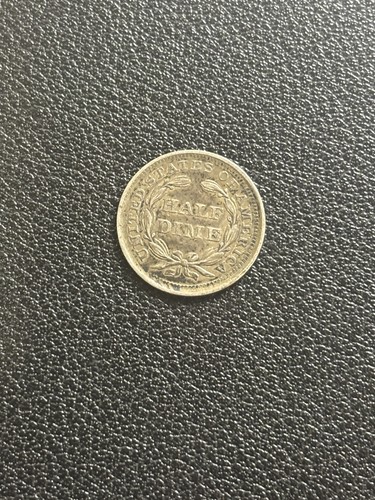 UNITED STATES OF AMERICA
HALF
DIME